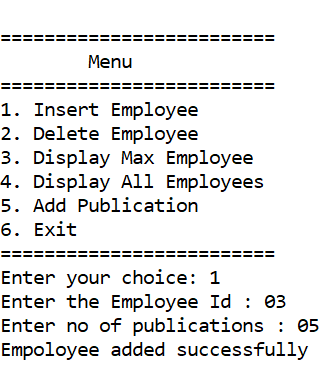 =========================
Menu
=========================
1. Insert Employee
2. Delete Employee
3. Display Max Employee
4. Display All Employees
5. Add Publication
6. Exit
=========================
Enter your choice: 1
Enter the Employee Id : 03
Enter no of publications : 05
Empoloyee added successfully